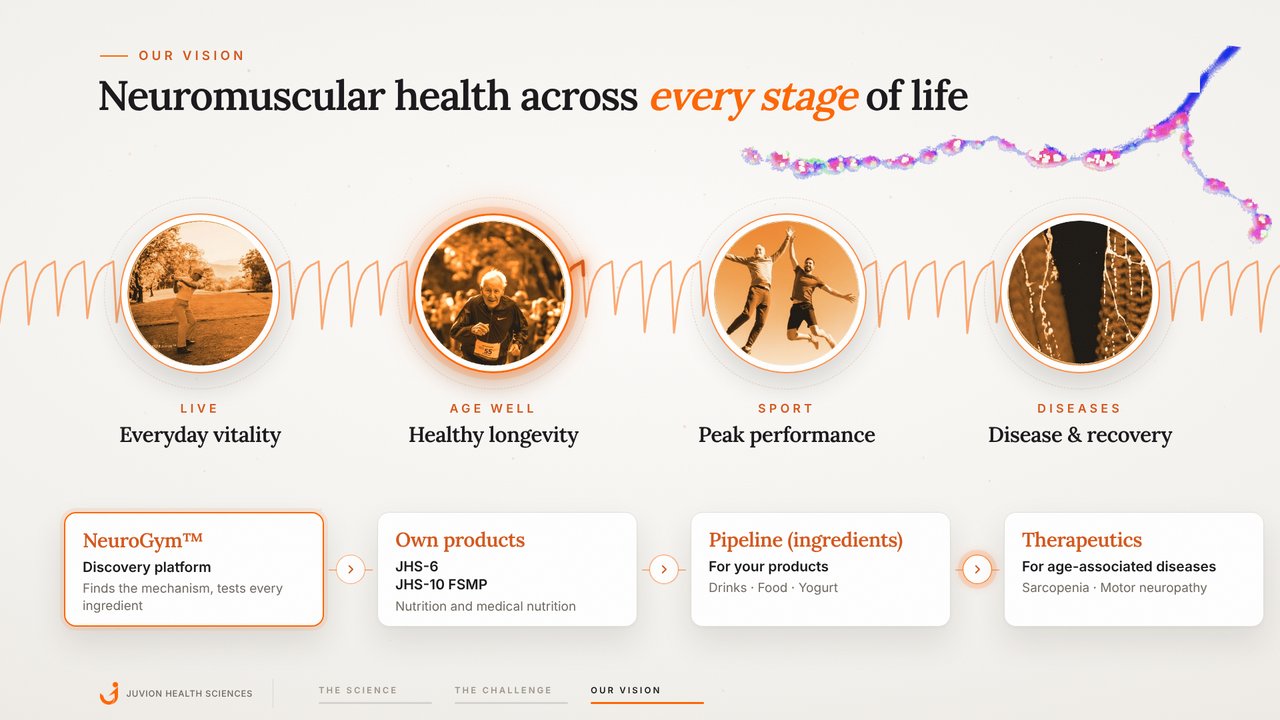 OUR VISION
Neuromuscular health across every stage of life
LIVE
Everyday vitality
AGE WELL
Healthy longevity
SPORT
Peak performance
DISEASES
Disease & recovery
NeuroGym™
Discovery platform
Finds the mechanism, tests every
ingredient
Own products
JHS-6
JHS-10 FSMP
Nutrition and medical nutrition
Pipeline (ingredients)
For your products
Drinks · Food · Yogurt
Therapeutics
For age-associated diseases
Sarcopenia · Motor neuropathy
JUVION HEALTH SCIENCES
THE SCIENCE
THE CHALLENGE
OUR VISION